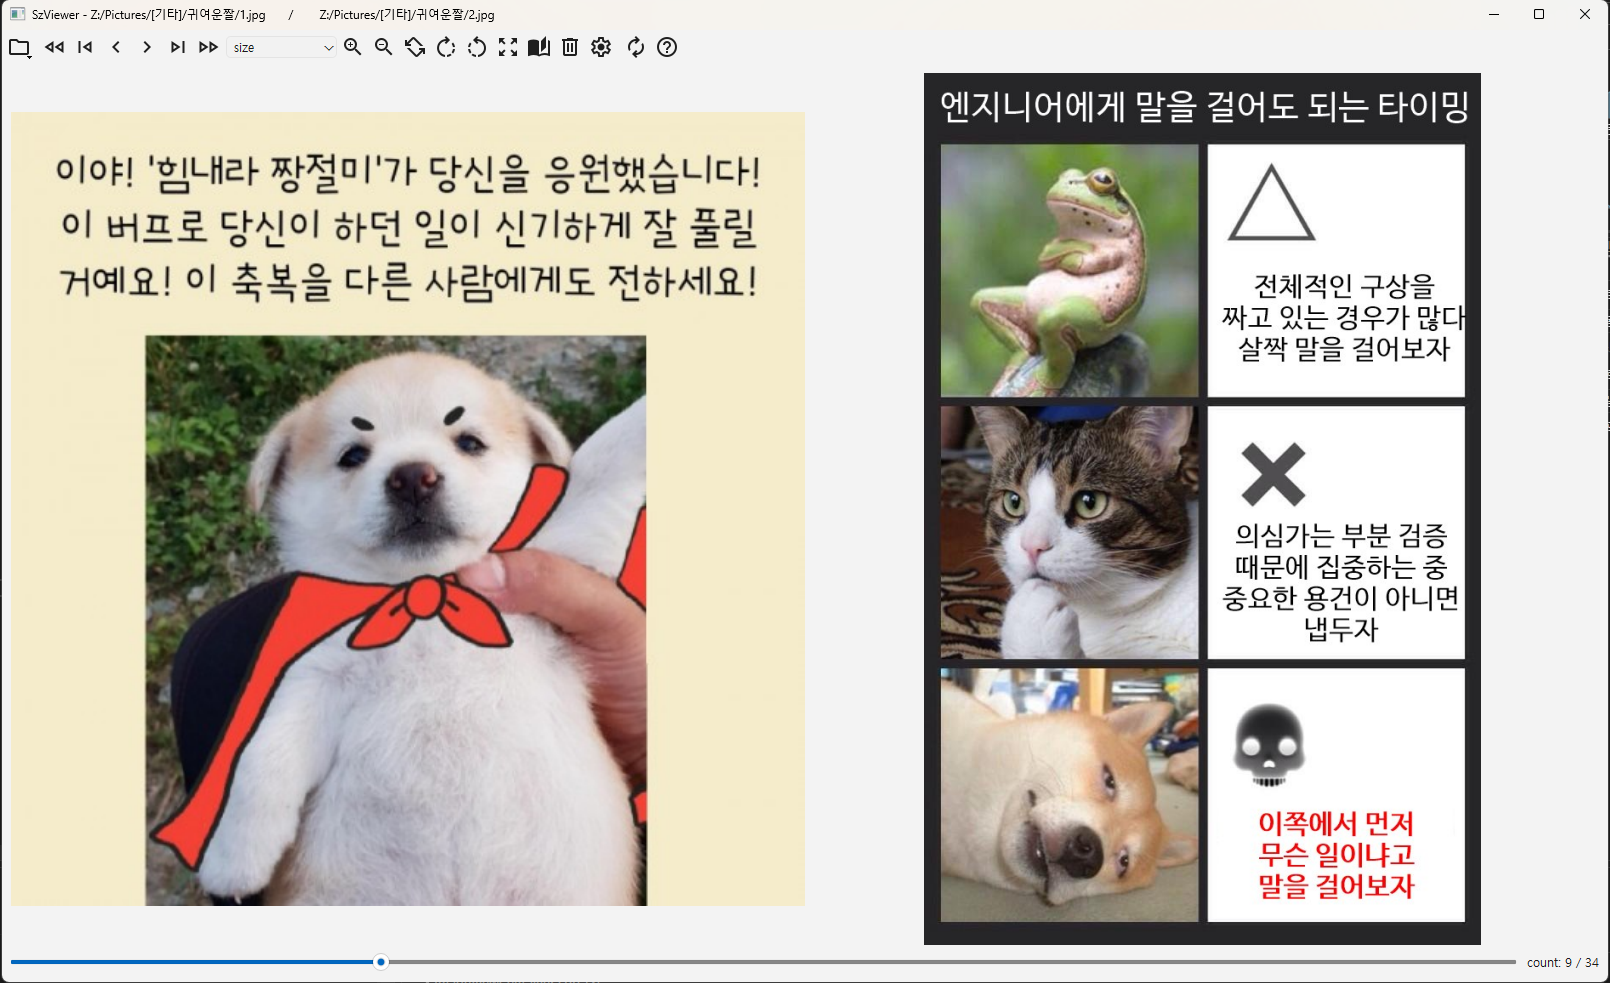 SzViewer - Z:/Pictures/[기타]/귀여운짤/1.jpg / Z:/Pictures/[기타]/귀여운짤/2.jpg
size
이야! '힘내라 짱절미'가 당신을 응원했습니다!
이 버프로 당신이 하던 일이 신기하게 잘 풀릴
거예요! 이 축복을 다른 사람에게도 전하세요!
엔지니어에게 말을 걸어도 되는 타이밍
전체적인 구상을
짜고 있는 경우가 많다
살짝 말을 걸어보자
의심가는 부분 검증
때문에 집중하는 중
중요한 용건이 아니면
냅두자
이쪽에서 먼저
무슨 일이냐고
말을 걸어보자
count: 9 / 34